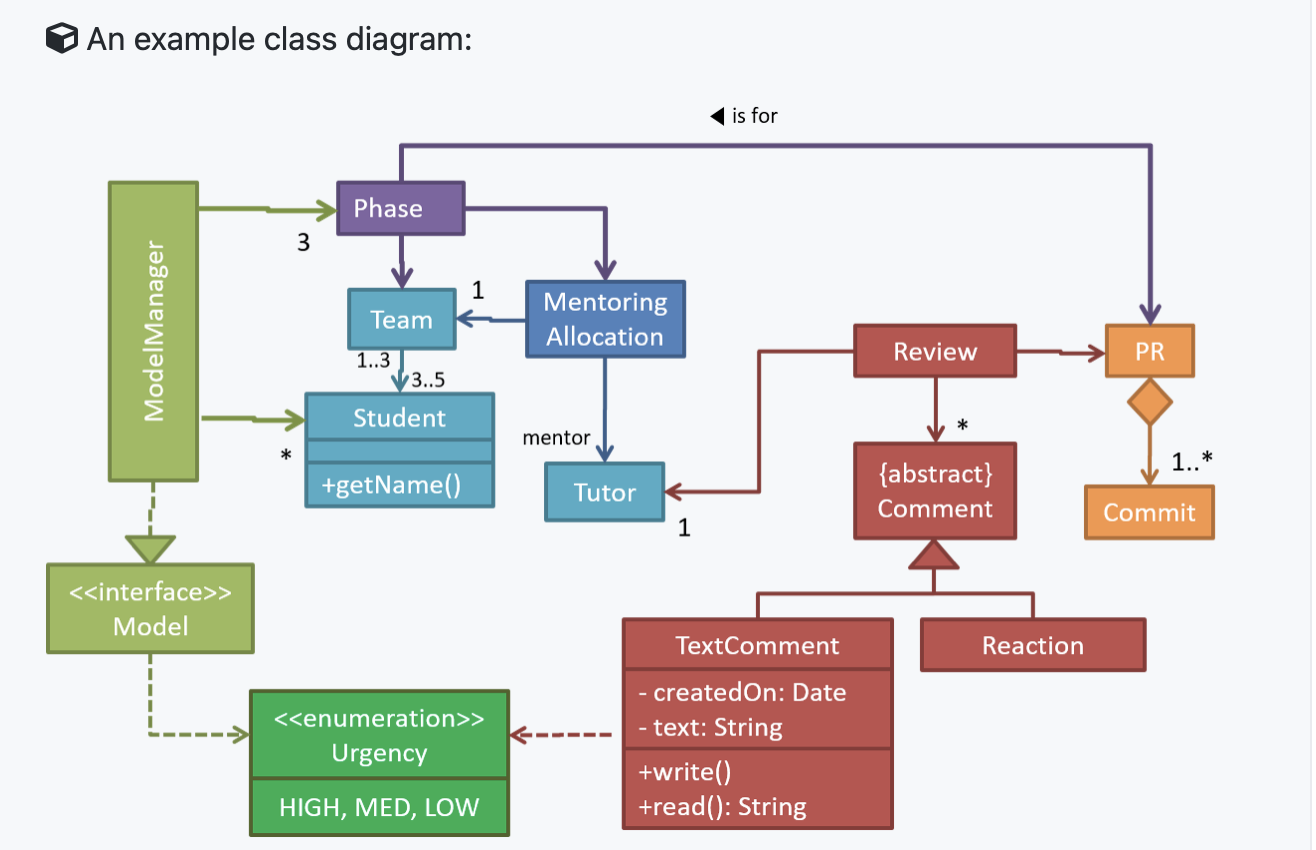 An example class diagram:
is for
ModelManager
3
Phase
Team
1
Mentoring
Allocation
1..3
3..5
Student
+getName()
*
mentor
Tutor
1
Review
PR
*
{abstract}
Comment
1..*
Commit
<<interface>>
Model
TextComment
- createdOn: Date
- text: String
+write()
+read(): String
Reaction
<<enumeration>>
Urgency
HIGH, MED, LOW